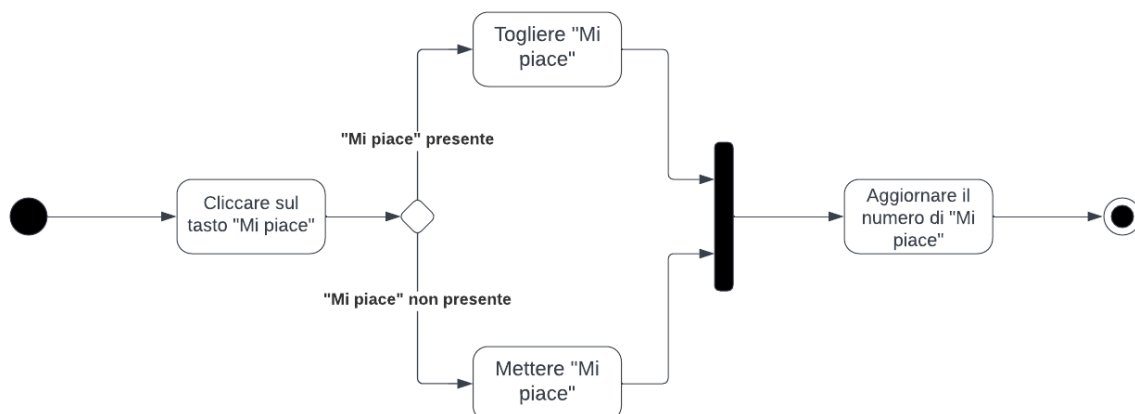 Togliere "Mi
piace"
"Mi piace" presente
Cliccare sul
tasto "Mi piace"
Aggiornare il
numero di "Mi
piace"
"Mi piace" non presente
Mettere "Mi
piace"